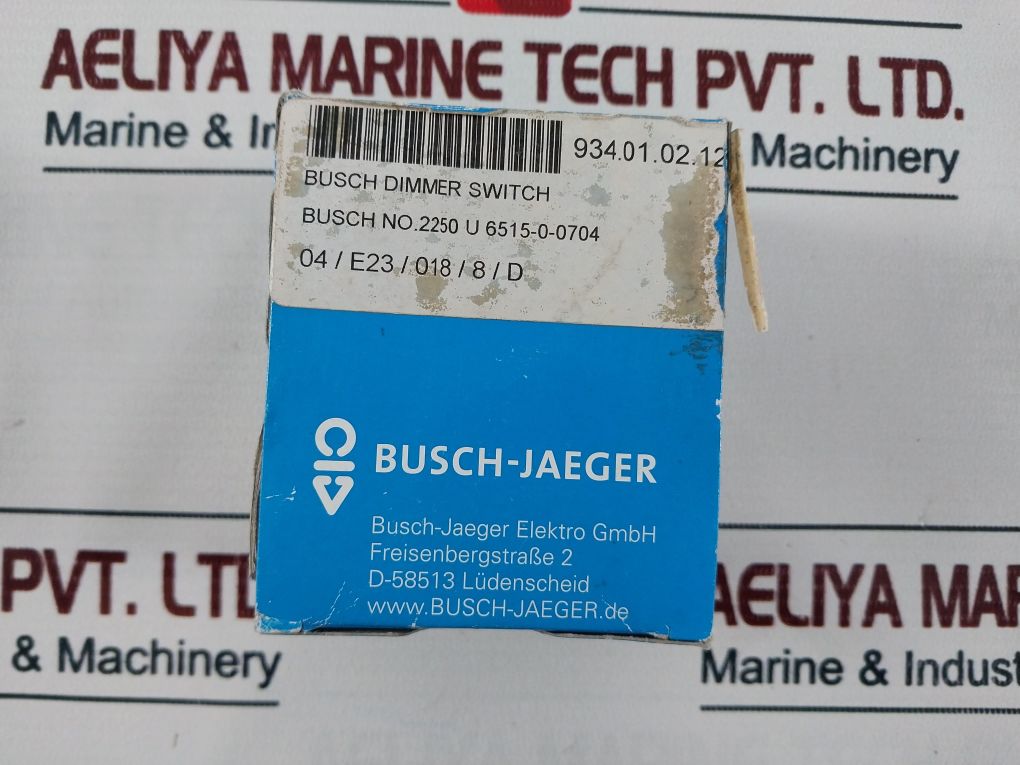 AELIYA MARINE TECH PVT. LTD.
Marine & In Machinery
934.01.02.12
BUSCH DIMMER SWITCH
BUSCH NO.2250 U 6515-0-0704
04 / E23 / 018 / 8 / D
BUSCH-JAEGER
Busch-Jaeger Elektro GmbH
Freisenbergstraße 2
D-58513 Lüdenscheid
www.BUSCH-JAEGER.de
PVT. LTD
& Machinery
AELIYA MAR
Marine & Indust